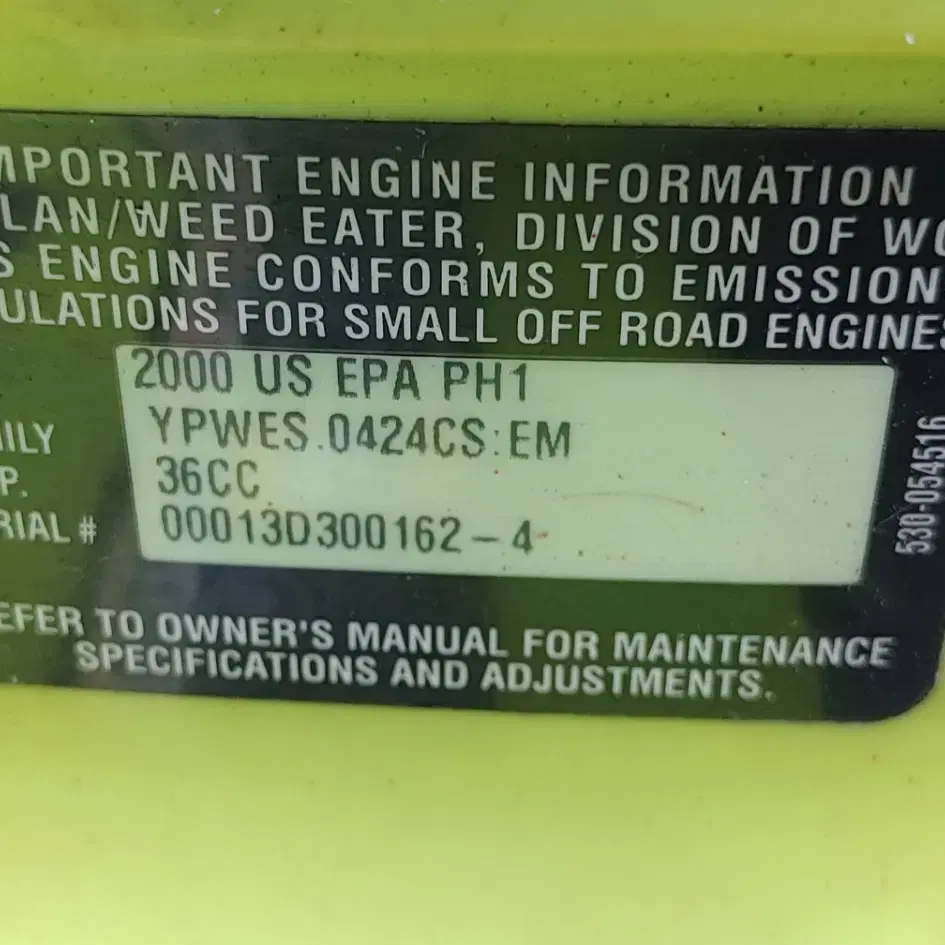 MPORTANT ENGINE INFORMATION
LAN/WEED EATER, DIVISION OF WO
S ENGINE CONFORMS TO EMISSION
ULATIONS FOR SMALL OFF ROAD ENGINES
2000 US EPA PH1
ILY YPWES.0424CS:EM
P. 36CC
RIAL # 00013D300162-4
530-054516
EFER TO OWNER'S MANUAL FOR MAiNTENANCE
SPECIFICATIONS AND ADJUSTMENTS.